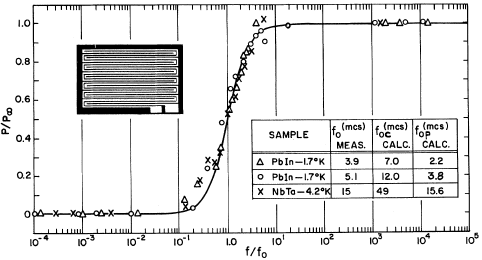 1.0
0.8
0.6
0.4
0.2
0
P/P∞
10⁻⁴ 10⁻³ 10⁻² 10⁻¹ 1.0 10¹ 10² 10³ 10⁴ 10⁵
f/f₀
SAMPLE f₀(mcs) MEAS. f₀c(mcs) CALC. f₀p(mcs) CALC.
△ PbIn—1.7°K 3.9 7.0 2.2
○ PbIn—1.7°K 5.1 12.0 3.8
X NbTa—4.2°K 15 49 15.6